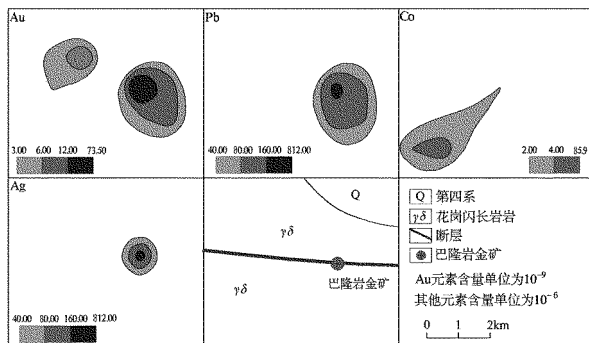 Au
Pb
Co
3.00 6.00 12.00 73.50
40.00 80.00 160.00 812.00
2.00 4.00 85.9
Ag
Q
γδ
γδ
巴隆岩金矿
40.00 80.00 160.00 812.00
Q 第四系
γδ 花岗闪长岩岩
断层
巴隆岩金矿
Au元素含量单位为10⁻⁹
其他元素含量单位为10⁻⁶
0 1 2km